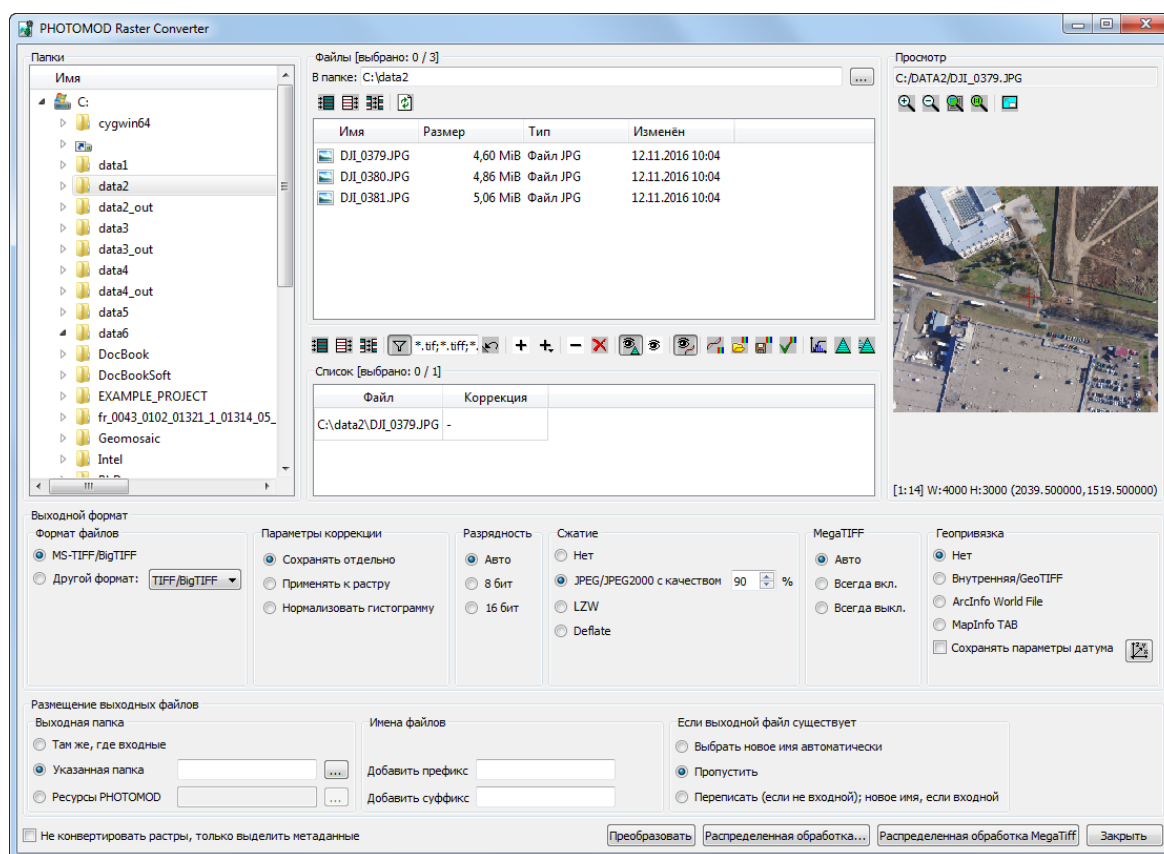 PHOTOMOD Raster Converter
Папки
Имя
C:
cygwin64
data1
data2
data2_out
data3
data3_out
data4
data4_out
data5
data6
DocBook
DocBookSoft
EXAMPLE_PROJECT
fr_0043_0102_01321_1_01314_05_
Geomosaic
Intel
Файлы [выбрано: 0 / 3]
В папке: C:\data2
...
Имя Размер Тип Изменён
DJI_0379.JPG 4,60 MiB Файл JPG 12.11.2016 10:04
DJI_0380.JPG 4,86 MiB Файл JPG 12.11.2016 10:04
DJI_0381.JPG 5,06 MiB Файл JPG 12.11.2016 10:04
*.tif;*.tiff;*.
Список [выбрано: 0 / 1]
Файл Коррекция
C:\data2\DJI_0379.JPG -
Просмотр
C:/DATA2/DJI_0379.JPG
[1:14] W:4000 H:3000 (2039.500000,1519.500000)
Выходной формат
Формат файлов
MS-TIFF/BigTIFF
Другой формат: TIFF/BigTIFF
Параметры коррекции
Сохранять отдельно
Применять к растру
Нормализовать гистограмму
Разрядность
Авто
8 бит
16 бит
Сжатие
Нет
JPEG/JPEG2000 с качеством 90 %
LZW
Deflate
MegaTIFF
Авто
Всегда вкл.
Всегда выкл.
Геопривязка
Нет
Внутренняя/GeoTIFF
ArcInfo World File
MapInfo TAB
Сохранять параметры датума
Размещение выходных файлов
Выходная папка
Там же, где входные
Указанная папка ...
Ресурсы PHOTOMOD ...
Имена файлов
Добавить префикс
Добавить суффикс
Если выходной файл существует
Выбрать новое имя автоматически
Пропустить
Переписать (если не входной); новое имя, если входной
Не конвертировать растры, только выделить метаданные
Преобразовать Распределенная обработка... Распределенная обработка MegaTiff Закрыть